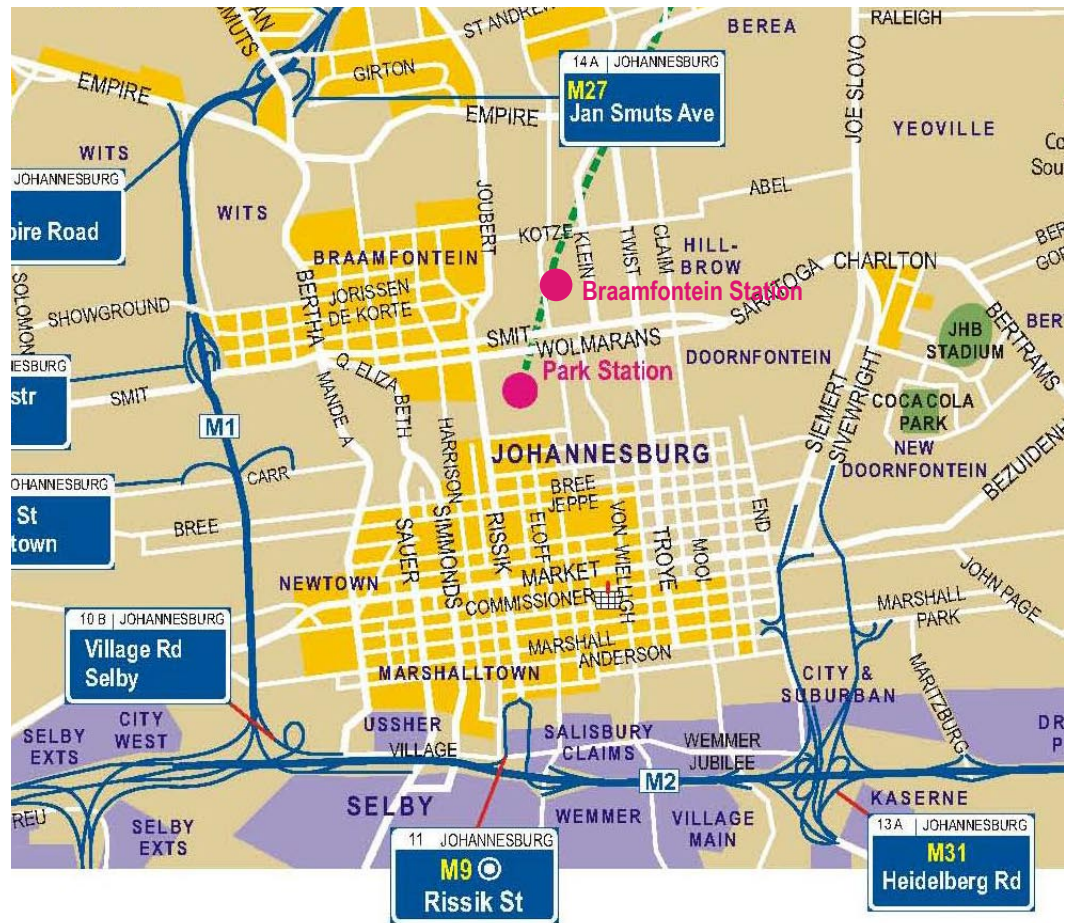 ST ANDREW
BEREA
RALEIGH
SMUTS
GIRTON
14 A | JOHANNESBURG
M27
Jan Smuts Ave
EMPIRE
EMPIRE
JOE SLOVO
YEOVILLE
WITS
JOHANNESBURG
Road
WITS
JOUBERT
ABEL
KOTZE
KLEIN
TWIST
CLAIM
HILL-
BROW
BRAAMFONTEIN
BERTHA
SARATOGA
CHARLTON
Braamfontein Station
SOLOMON
SHOWGROUND
JORISSEN
DE KORTE
SMIT
WOLMARANS
JHB
STADIUM
BERTRAMS
DOORNFONTEIN
Park Station
SMIT
Q. ELIZA
BETH
MANDE A
HARRISON
SIEMERT
SIVEWRIGHT
COCA COLA
PARK
M1
JOHANNESBURG
NEW
DOORNFONTEIN
CARR
JOHANNESBURG
St
BREE
BREE
JEPPE
SAUER
SIMMONDS
RISSIK
ELOFF
VON WIELLIGH
TROYE
MOOI
END
NEWTOWN
MARKET
COMMISSIONER
JOHN PAGE
MARSHALL
PARK
10 B | JOHANNESBURG
Village Rd
Selby
MARSHALL
ANDERSON
MARSHALLTOWN
CITY &
SUBURBAN
MARITZBURG
SELBY
EXTS
CITY
WEST
USSHER
VILLAGE
SALISBURY
CLAIMS
WEMMER
JUBILEE
M2
SELBY
SELBY
EXTS
WEMMER
VILLAGE
MAIN
KASERNE
11 JOHANNESBURG
M9
Rissik St
13 A | JOHANNESBURG
M31
Heidelberg Rd